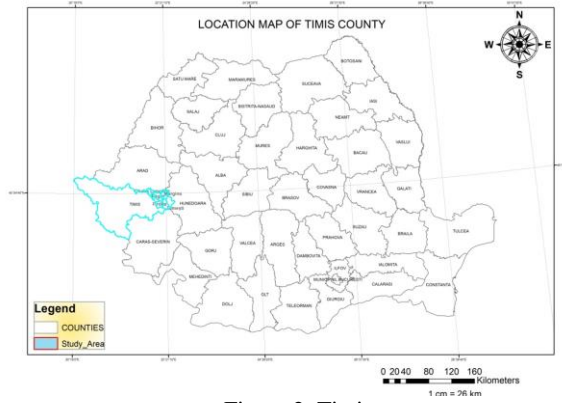 LOCATION MAP OF TIMIS COUNTY
N
W E
S
BOTOSANI
SATU MARE
MARAMURES
SUCEAVA
IASI
SALAJ
BISTRITA-NASAUD
NEAMT
BIHOR
CLUJ
MURES
HARGHITA
BACAU
VASLUI
ARAD
ALBA
TIMIS
HUNEDOARA
SIBIU
BRASOV
COVASNA
VRANCEA
GALATI
CARAS-SEVERIN
GORJ
VALCEA
ARGES
PRAHOVA
BUZAU
BRAILA
TULCEA
DAMBOVITA
ILFOV
IALOMITA
MEHEDINTI
CALARASI
CONSTANTA
DOLJ
OLT
TELEORMAN
GIURGIU
Legend
COUNTIES
Study_Area
0 20 40 80 120 160
Kilometers
1 cm = 26 km